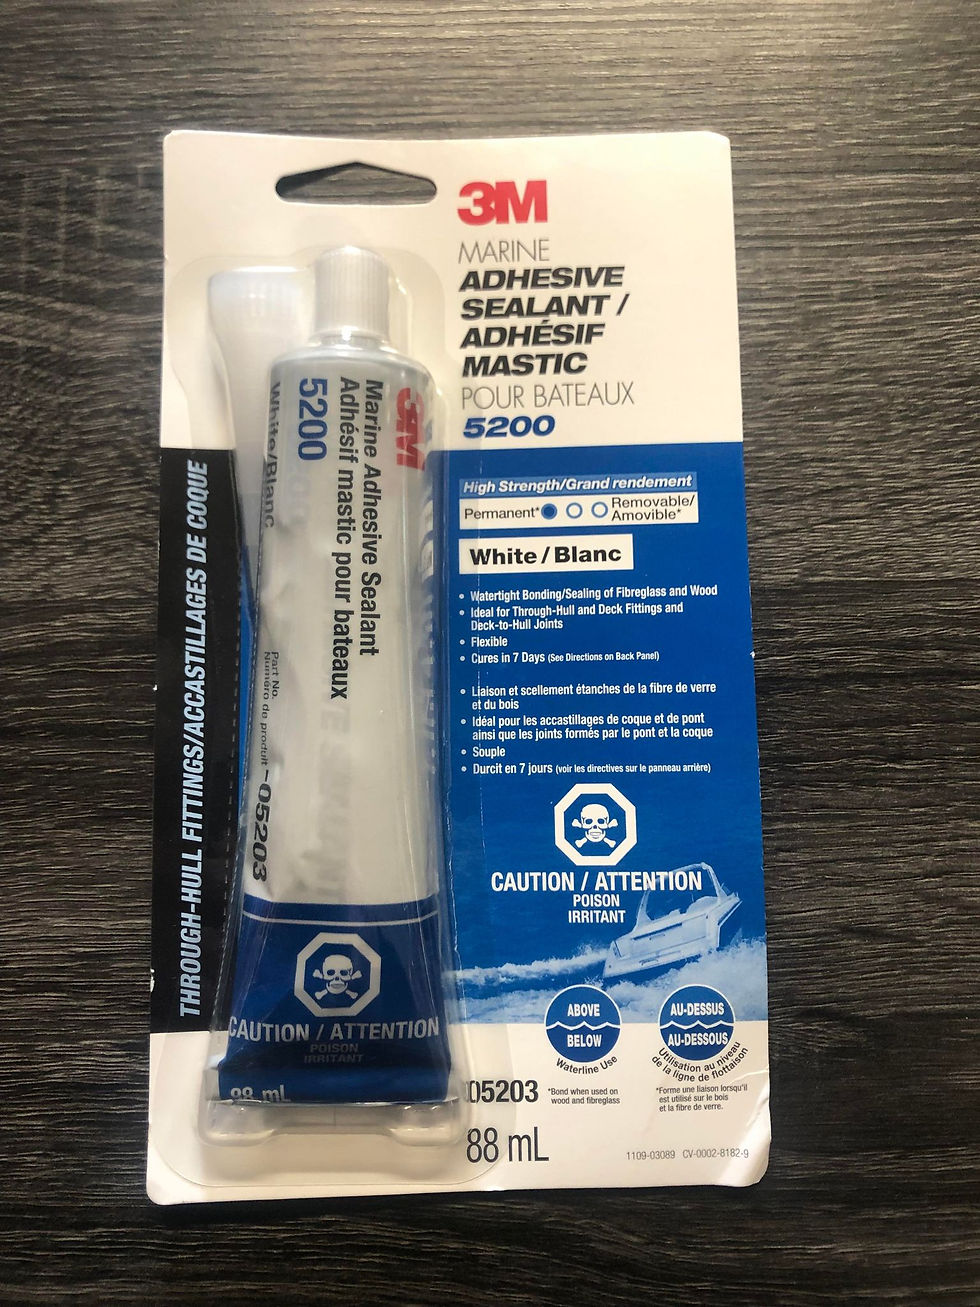 3M
MARINE
ADHESIVE
SEALANT /
ADHÉSIF
MASTIC
POUR BATEAUX
5200
High Strength/Grand rendement
Permanent*
Removable/
Amovible*
White / Blanc
• Watertight Bonding/Sealing of Fibreglass and Wood
• Ideal for Through-Hull and Deck Fittings and
Deck-to-Hull Joints
• Flexible
• Cures in 7 Days (See Directions on Back Panel)
• Liaison et scellement étanches de la fibre de verre
et du bois
• Idéal pour les accastillages de coque et de pont
ainsi que les joints formés par le pont et la coque
• Souple
• Durcit en 7 jours (voir les directives sur le panneau arrière)
CAUTION / ATTENTION
POISON
IRRITANT
ABOVE
BELOW
Waterline Use
AU-DESSUS
AU-DESSOUS
Utilisation au niveau
de la ligne de flottaison
05203
*Bond when used on
wood and fibreglass
*Forme une liaison lorsqu'il
est utilisé sur le bois
et la fibre de verre.
88 mL
1109-03089 CV-0002-8182-9
THROUGH-HULL FITTINGS/ACCASTILLAGES DE COQUE
3M
Marine Adhesive Sealant
Adhésif mastic pour bateaux
5200
White/Blanc
Part No.
Numéro de produit – 05203
CAUTION / ATTENTION
POISON
IRRITANT
88 mL